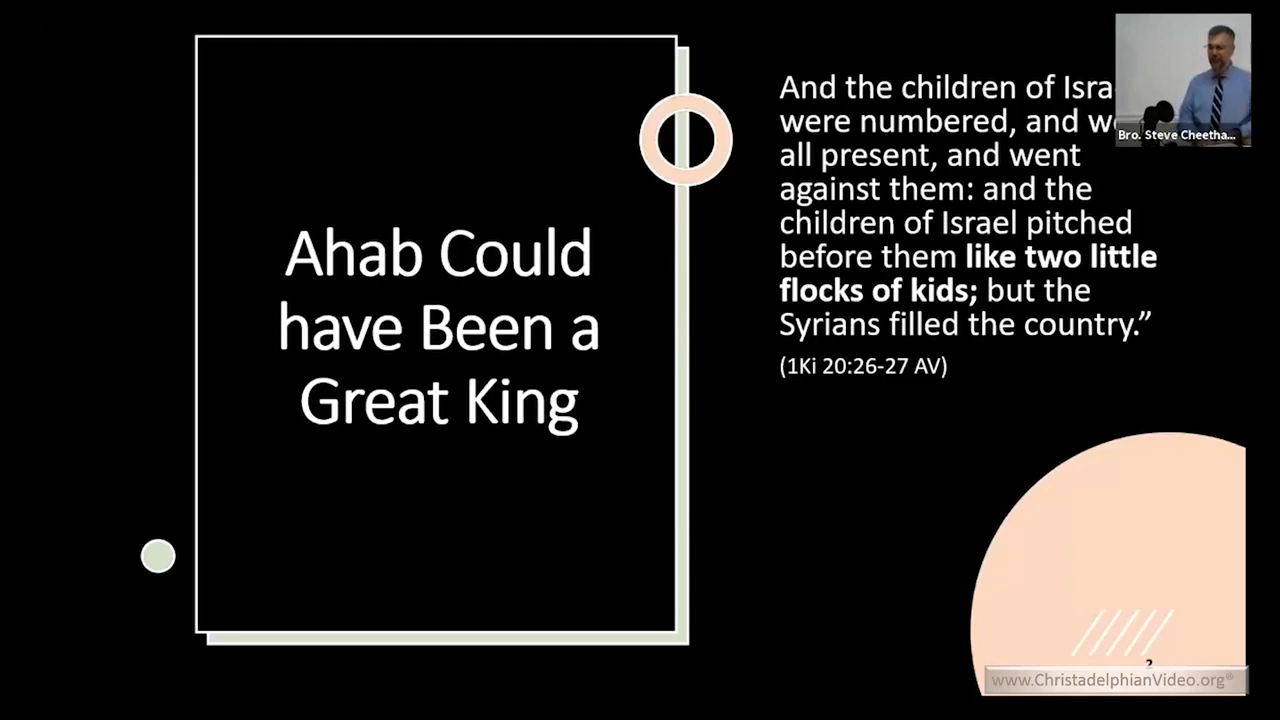 Ahab Could
have Been a
Great King
And the children of
were numbered, and
all present, and went
against them: and the
children of Israel pitched
before them like two little
flocks of kids; but the
Syrians filled the country.”
(1Ki 20:26-27 AV)
Bro. Steve Cheetha...
2
www.ChristadelphianVideo.org®